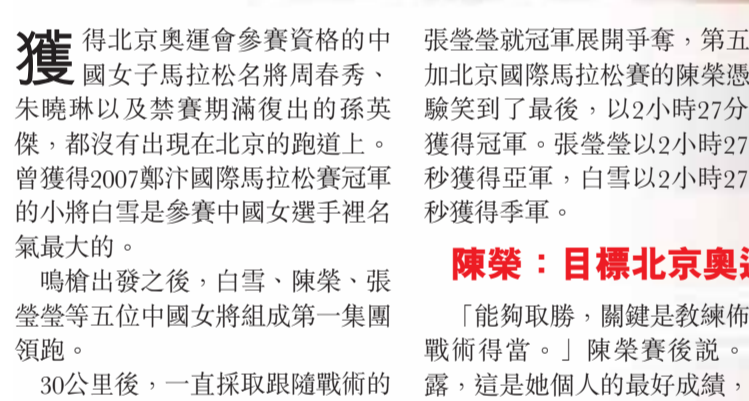 獲得北京奧運會參賽資格的中
國女子馬拉松名將周春秀、
朱曉琳以及禁賽期滿復出的孫英
傑，都沒有出現在北京的跑道上。
曾獲得2007鄭汴國際馬拉松賽冠軍
的小將白雪是參賽中國女選手裡名
氣最大的。
鳴槍出發之後，白雪、陳榮、張
瑩瑩等五位中國女將組成第一集團
領跑。
30公里後，一直採取跟隨戰術的
張瑩瑩就冠軍展開爭奪，第五
加北京國際馬拉松賽的陳榮憑
驗笑到了最後，以2小時27分
獲得冠軍。張瑩瑩以2小時27
秒獲得亞軍，白雪以2小時27
秒獲得季軍。
陳榮：目標北京奧
「能夠取勝，關鍵是教練佈
戰術得當。」陳榮賽後說。
露，這是她個人的最好成績，